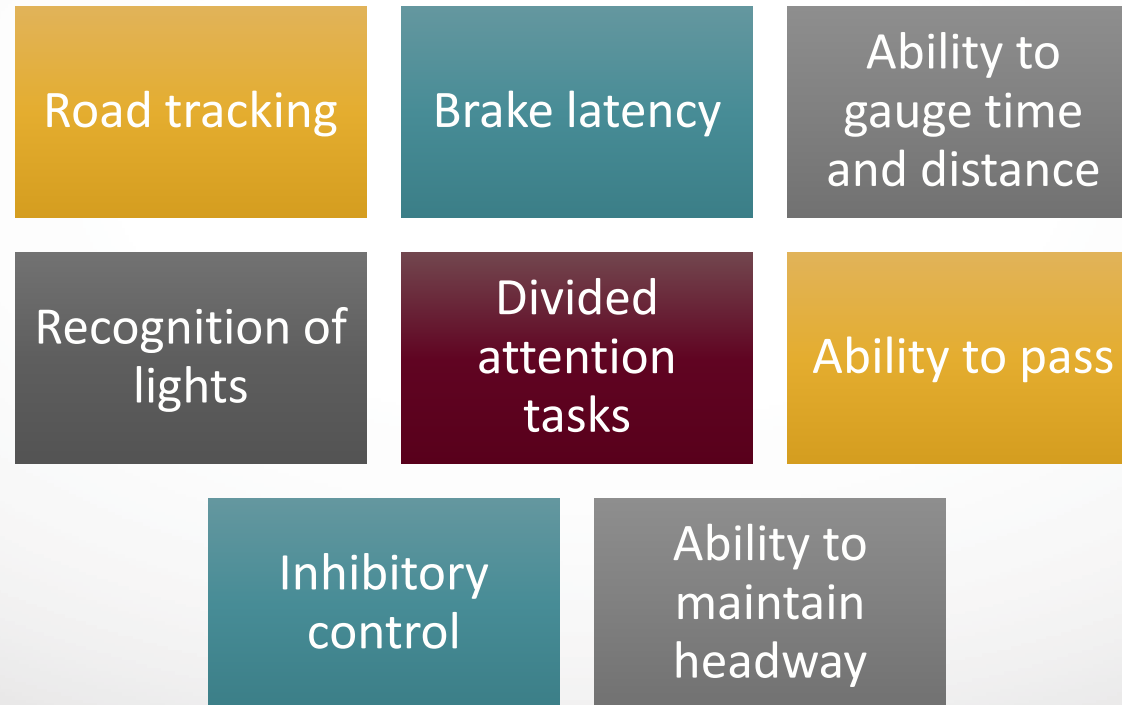 Road tracking
Brake latency
Ability to
gauge time
and distance
Recognition of
lights
Divided
attention
tasks
Ability to pass
Inhibitory
control
Ability to
maintain
headway